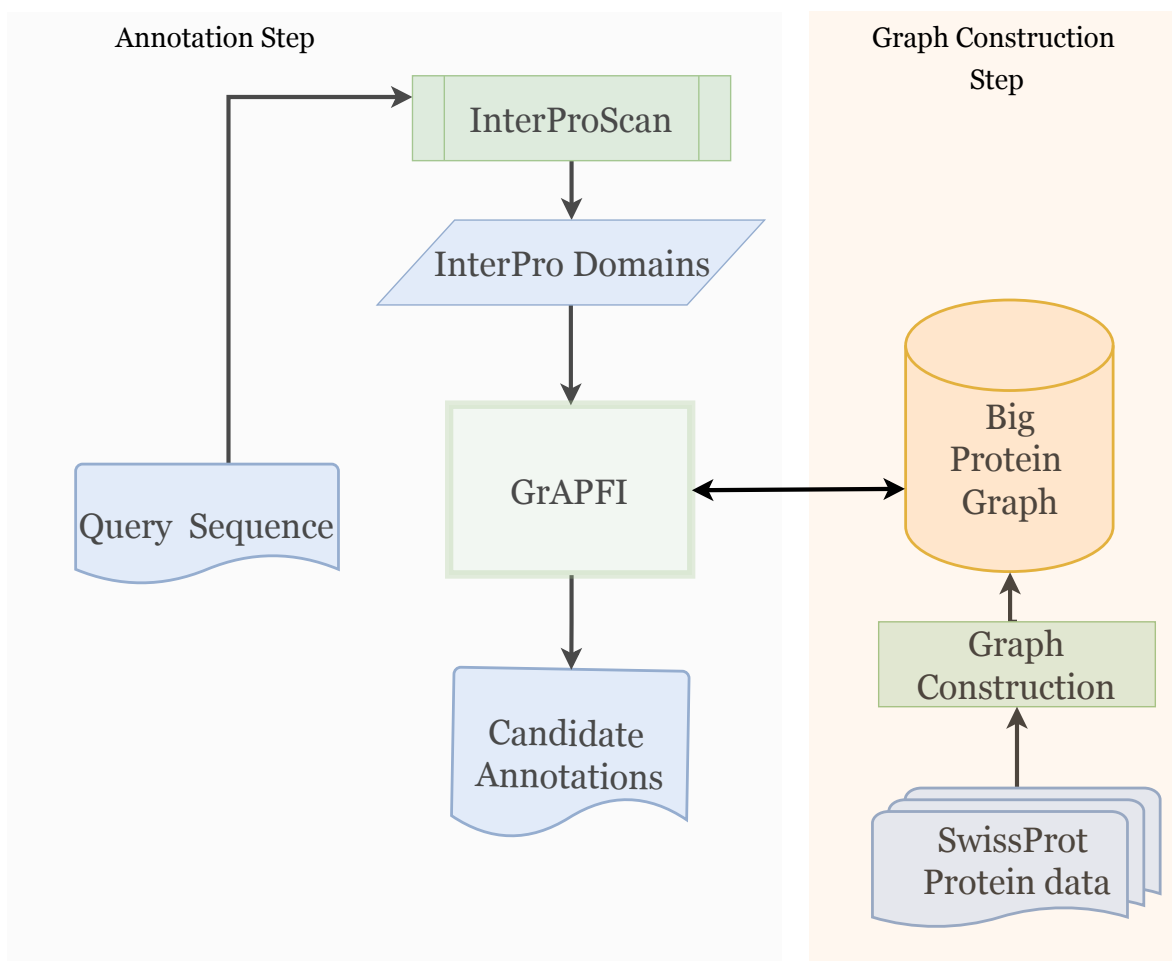 Annotation Step
InterProScan
InterPro Domains
GrAPFI
Query Sequence
Candidate
Annotations
Graph Construction
Step
Big
Protein
Graph
Graph
Construction
SwissProt
Protein data